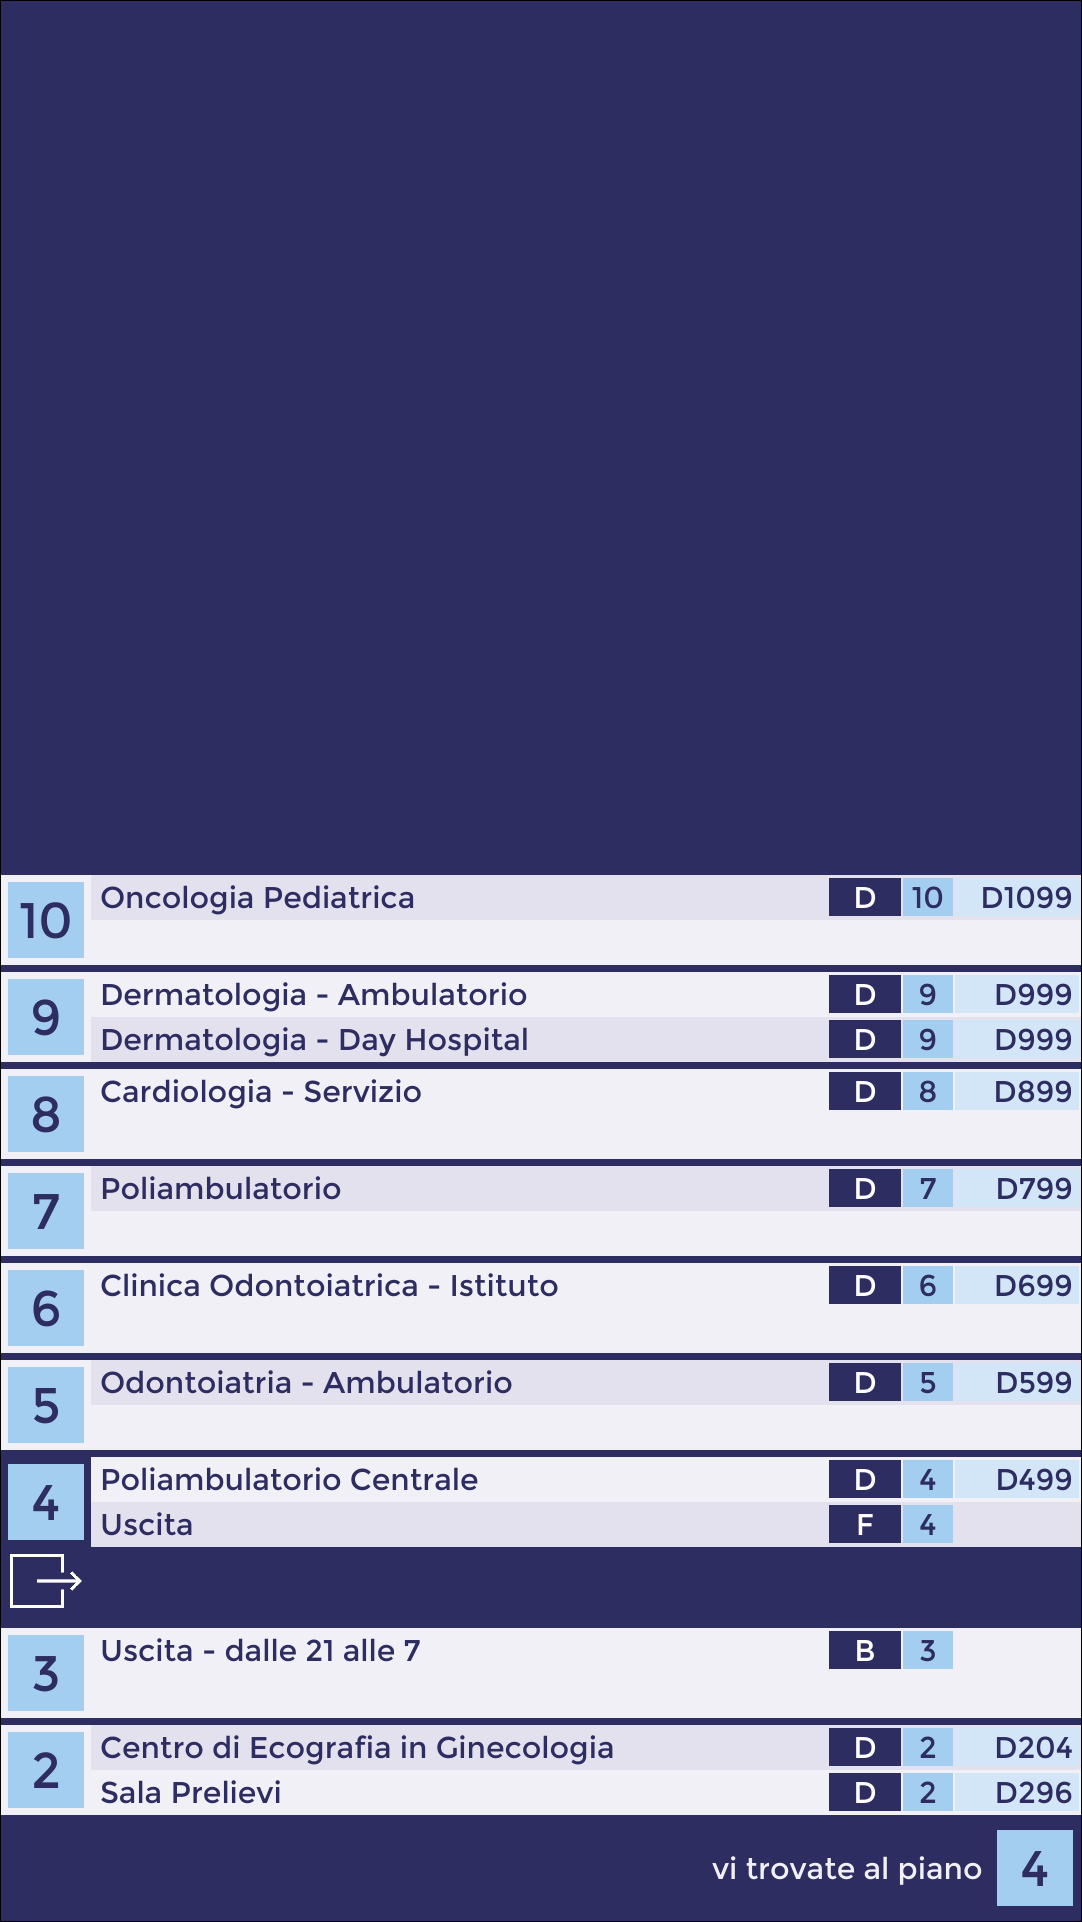 10 Oncologia Pediatrica D 10 D1099
9 Dermatologia - Ambulatorio D 9 D999
Dermatologia - Day Hospital D 9 D999
8 Cardiologia - Servizio D 8 D899
7 Poliambulatorio D 7 D799
6 Clinica Odontoiatrica - Istituto D 6 D699
5 Odontoiatria - Ambulatorio D 5 D599
4 Poliambulatorio Centrale D 4 D499
Uscita F 4
3 Uscita - dalle 21 alle 7 B 3
2 Centro di Ecografia in Ginecologia D 2 D204
Sala Prelievi D 2 D296
vi trovate al piano 4